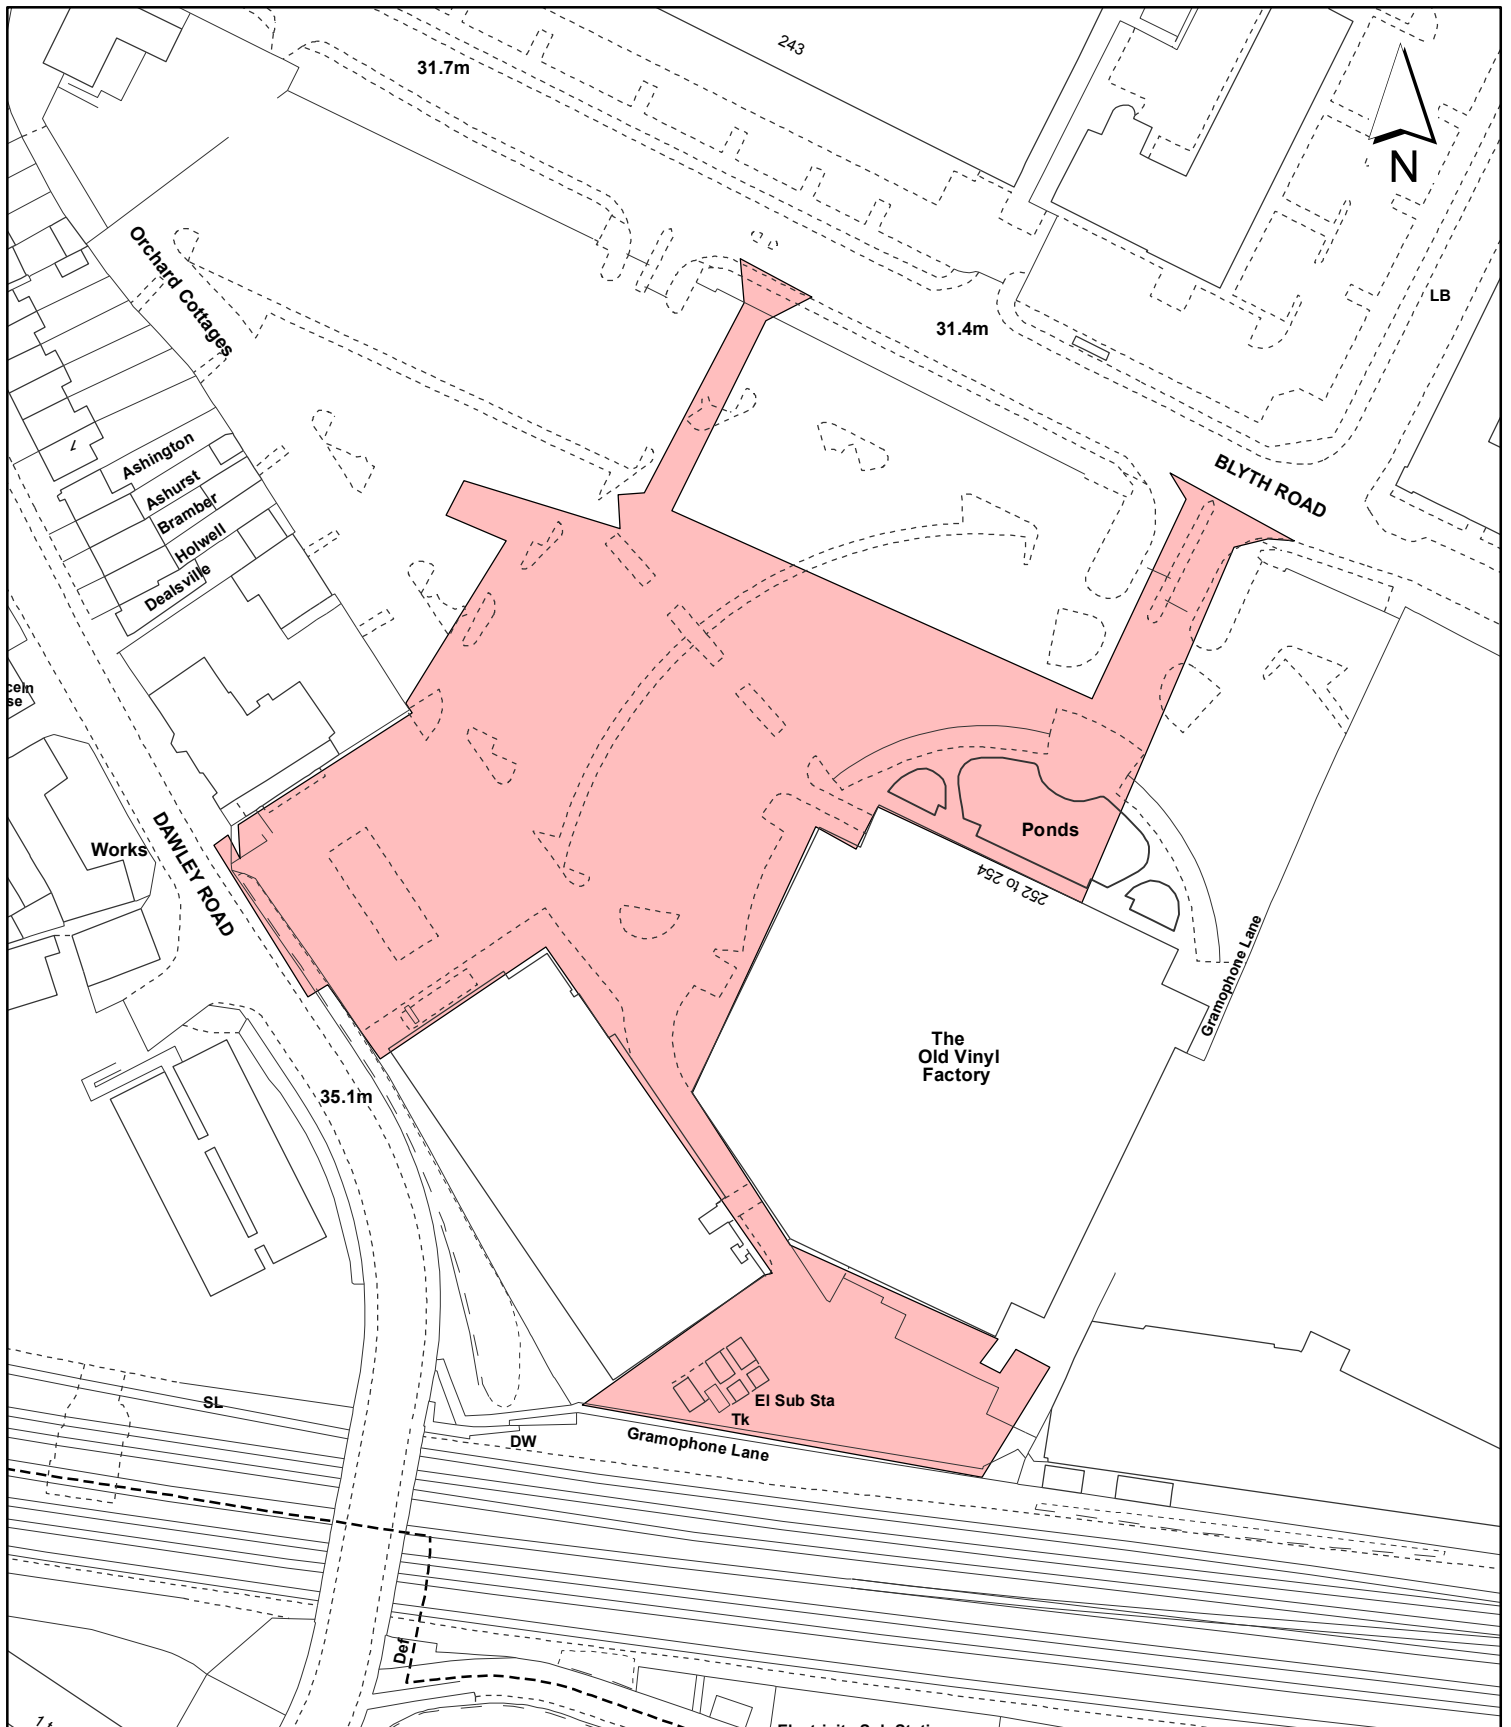 243
31.7m
N
Orchard Cottages
LB
31.4m
BLYTH ROAD
Ashington
Ashurst
Bramber
Holwell
Dealsville
Ponds
252 to 254
Works
DAWLEY ROAD
Gramophone Lane
The
Old Vinyl
Factory
35.1m
SL
El Sub Sta
Tk
DW
Gramophone Lane
Def